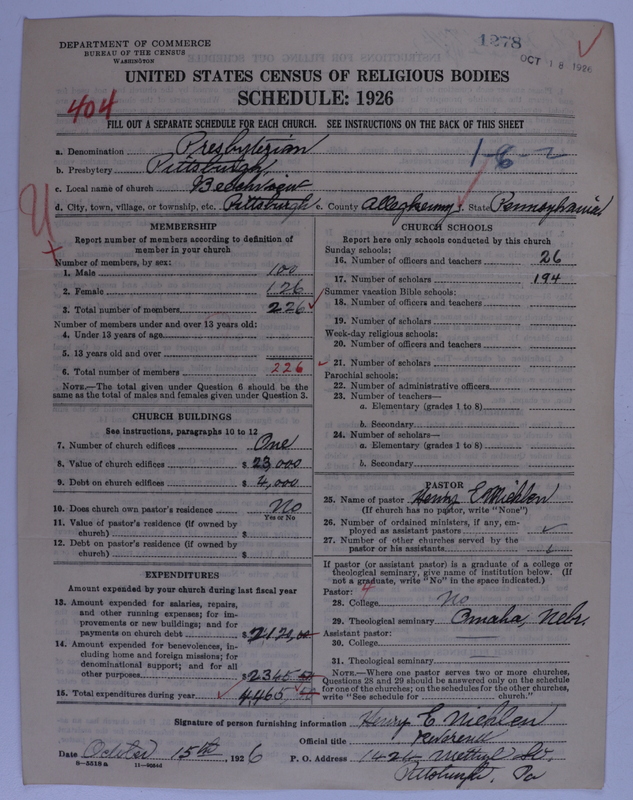 DEPARTMENT OF COMMERCE
BUREAU OF THE CENSUS
WASHINGTON
1278
OCT 18 1926
UNITED STATES CENSUS OF RELIGIOUS BODIES
SCHEDULE: 1926
404
FILL OUT A SEPARATE SCHEDULE FOR EACH CHURCH. SEE INSTRUCTIONS ON THE BACK OF THIS SHEET
a. Denomination Presbyterian
1-6-2
b. Presbytery Pittsburgh
c. Local name of church Beechview
d. City, town, village, or township, etc. Pittsburgh e. County Allegheny f. State Pennsylvania
MEMBERSHIP
Report number of members according to definition of
member in your church
Number of members, by sex:
1. Male 100
2. Female 126
3. Total number of members 226
Number of members under and over 13 years old:
4. Under 13 years of age
5. 13 years old and over
6. Total number of members 226
NOTE.—The total given under Question 6 should be the
same as the total of males and females given under Question 3.
CHURCH BUILDINGS
See instructions, paragraphs 10 to 12
7. Number of church edifices One
8. Value of church edifices $ 23,000
9. Debt on church edifices $ 4,000
10. Does church own pastor's residence No
Yes or No
11. Value of pastor's residence (if owned by
church) $
12. Debt on pastor's residence (if owned by
church) $
EXPENDITURES
Amount expended by your church during last fiscal year
13. Amount expended for salaries, repairs,
and other running expenses; for im-
provements or new buildings; and for
payments on church debt $ 2120.00
14. Amount expended for benevolences, in-
cluding home and foreign missions; for
denominational support; and for all
other purposes $ 2345
15. Total expenditures during year 4,465
CHURCH SCHOOLS
Report here only schools conducted by this church
Sunday schools:
16. Number of officers and teachers 26
17. Number of scholars 194
Summer vacation Bible schools:
18. Number of officers and teachers
19. Number of scholars
Week-day religious schools:
20. Number of officers and teachers
21. Number of scholars
Parochial schools:
22. Number of administrative officers
23. Number of teachers—
a. Elementary (grades 1 to 8)
b. Secondary
24. Number of scholars—
a. Elementary (grades 1 to 8)
b. Secondary
PASTOR
25. Name of pastor Henry E Niehlen
(If church has no pastor, write "None")
26. Number of ordained ministers, if any, em-
ployed as assistant pastors
27. Number of other churches served by the
pastor or his assistants
If pastor (or assistant pastor) is a graduate of a college or
theological seminary, give name of institution below. (If
not a graduate, write "No" in the space indicated.)
Pastor: 4
28. College No
29. Theological seminary Omaha, Nebr.
Assistant pastor:
30. College
31. Theological seminary
NOTE.—Where one pastor serves two or more churches,
Questions 28 and 29 should be answered only on the schedule
for one of the churches; on the schedules for the other churches,
write "See schedule for church."
Signature of person furnishing information Henry E. Niehlen
Official title Reverend
Date October 15th, 1926 P. O. Address 1420 Methyl St.
8-5518 a
Pittsburgh, Pa